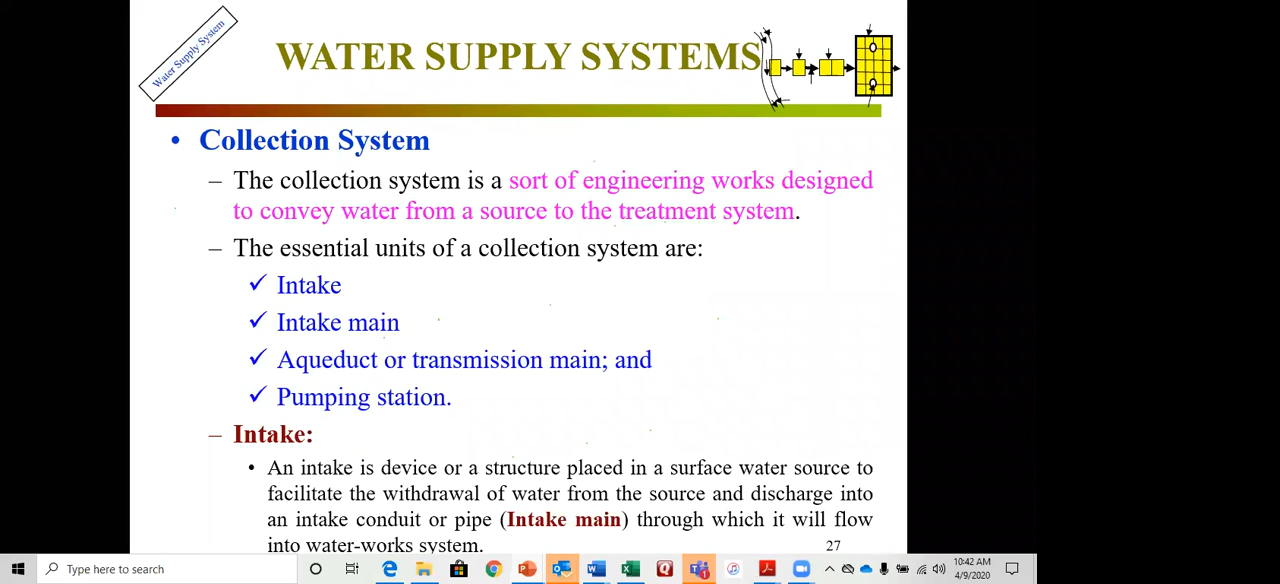 Water Supply System
WATER SUPPLY SYSTEMS
• Collection System
– The collection system is a sort of engineering works designed
to convey water from a source to the treatment system.
– The essential units of a collection system are:
✓ Intake
✓ Intake main
✓ Aqueduct or transmission main; and
✓ Pumping station.
– Intake:
• An intake is device or a structure placed in a surface water source to
facilitate the withdrawal of water from the source and discharge into
an intake conduit or pipe (Intake main) through which it will flow
into water-works system.
27
Type here to search
10:42 AM
4/9/2020